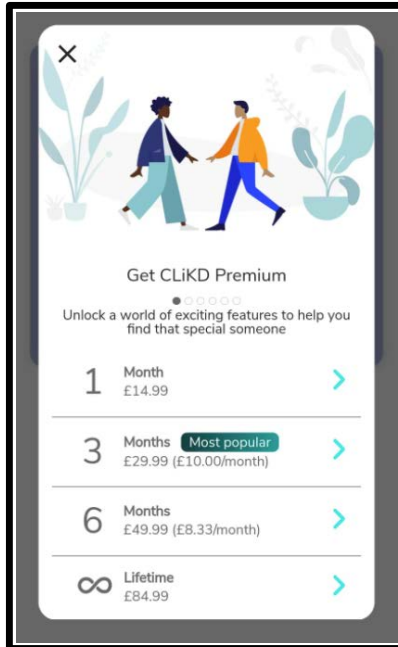 Get CLiKD Premium
Unlock a world of exciting features to help you
find that special someone
1 Month
£14.99
3 Months Most popular
£29.99 (£10.00/month)
6 Months
£49.99 (£8.33/month)
∞ Lifetime
£84.99